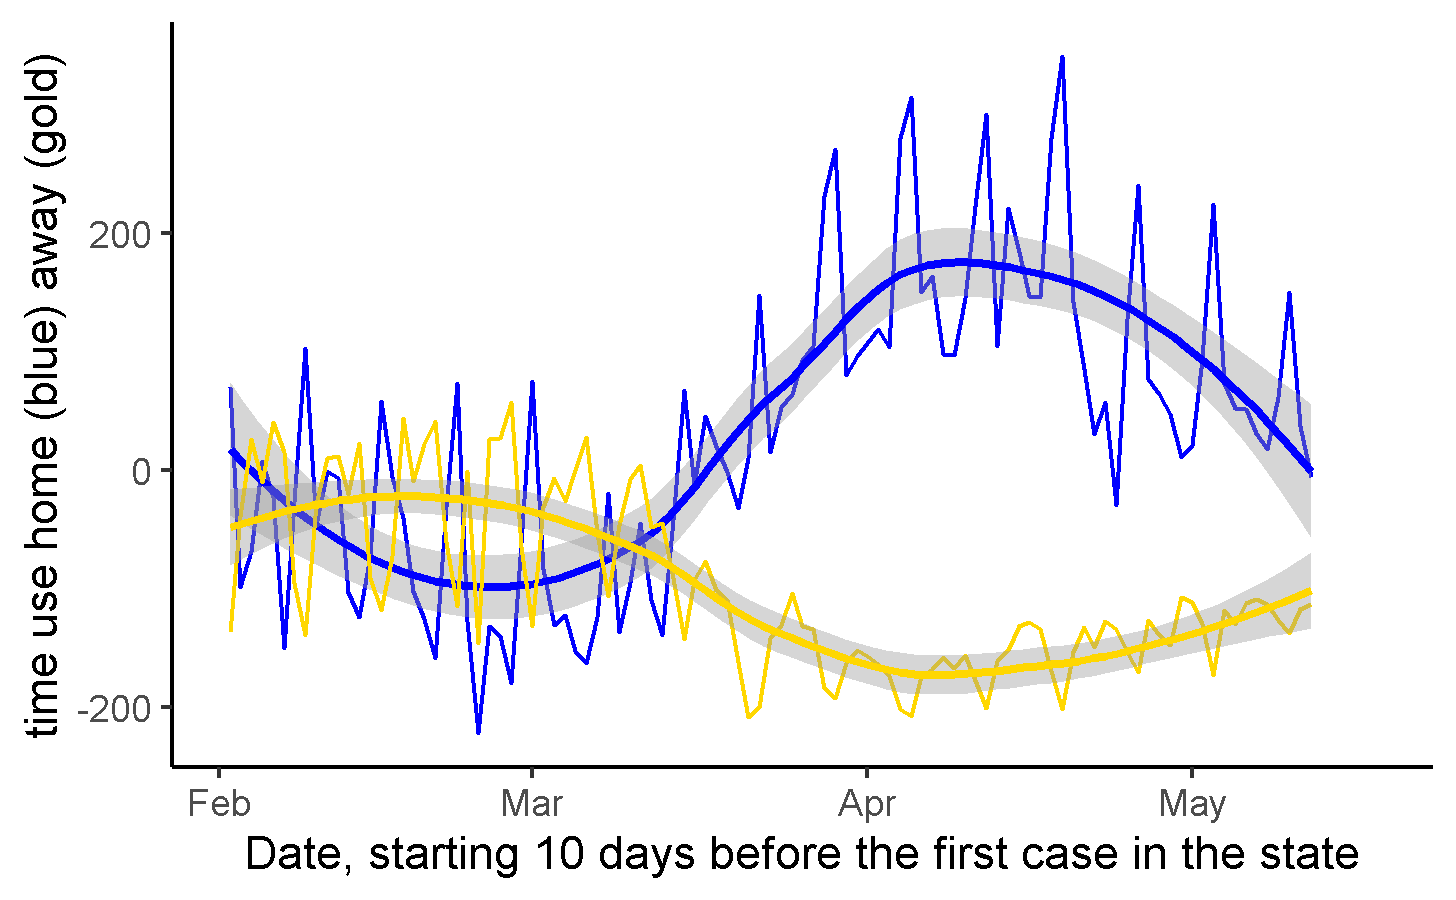 time use home (blue) away (gold)
200
0
-200
Feb
Mar
Apr
May
Date, starting 10 days before the first case in the state